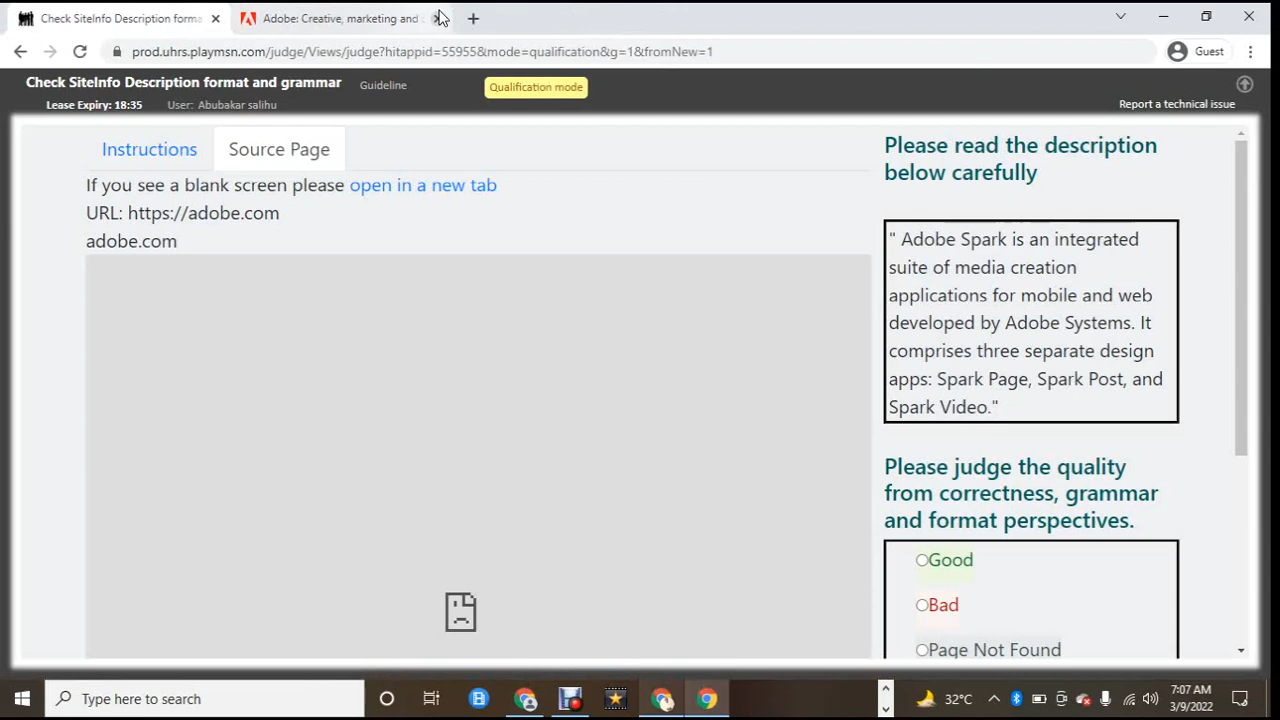 Check SiteInfo Description forma
Adobe: Creative, marketing and
prod.uhrs.playmsn.com/judge/Views/judge?hitappid=55955&mode=qualification&g=1&fromNew=1
Guest
Check SiteInfo Description format and grammar
Guideline
Qualification mode
Lease Expiry: 18:35
User: Abubakar salihu
Report a technical issue
Instructions
Source Page
If you see a blank screen please open in a new tab
URL: https://adobe.com
adobe.com
Please read the description
below carefully
" Adobe Spark is an integrated
suite of media creation
applications for mobile and web
developed by Adobe Systems. It
comprises three separate design
apps: Spark Page, Spark Post, and
Spark Video."
Please judge the quality
from correctness, grammar
and format perspectives.
Good
Bad
Page Not Found
Type here to search
32°C
7:07 AM
3/9/2022